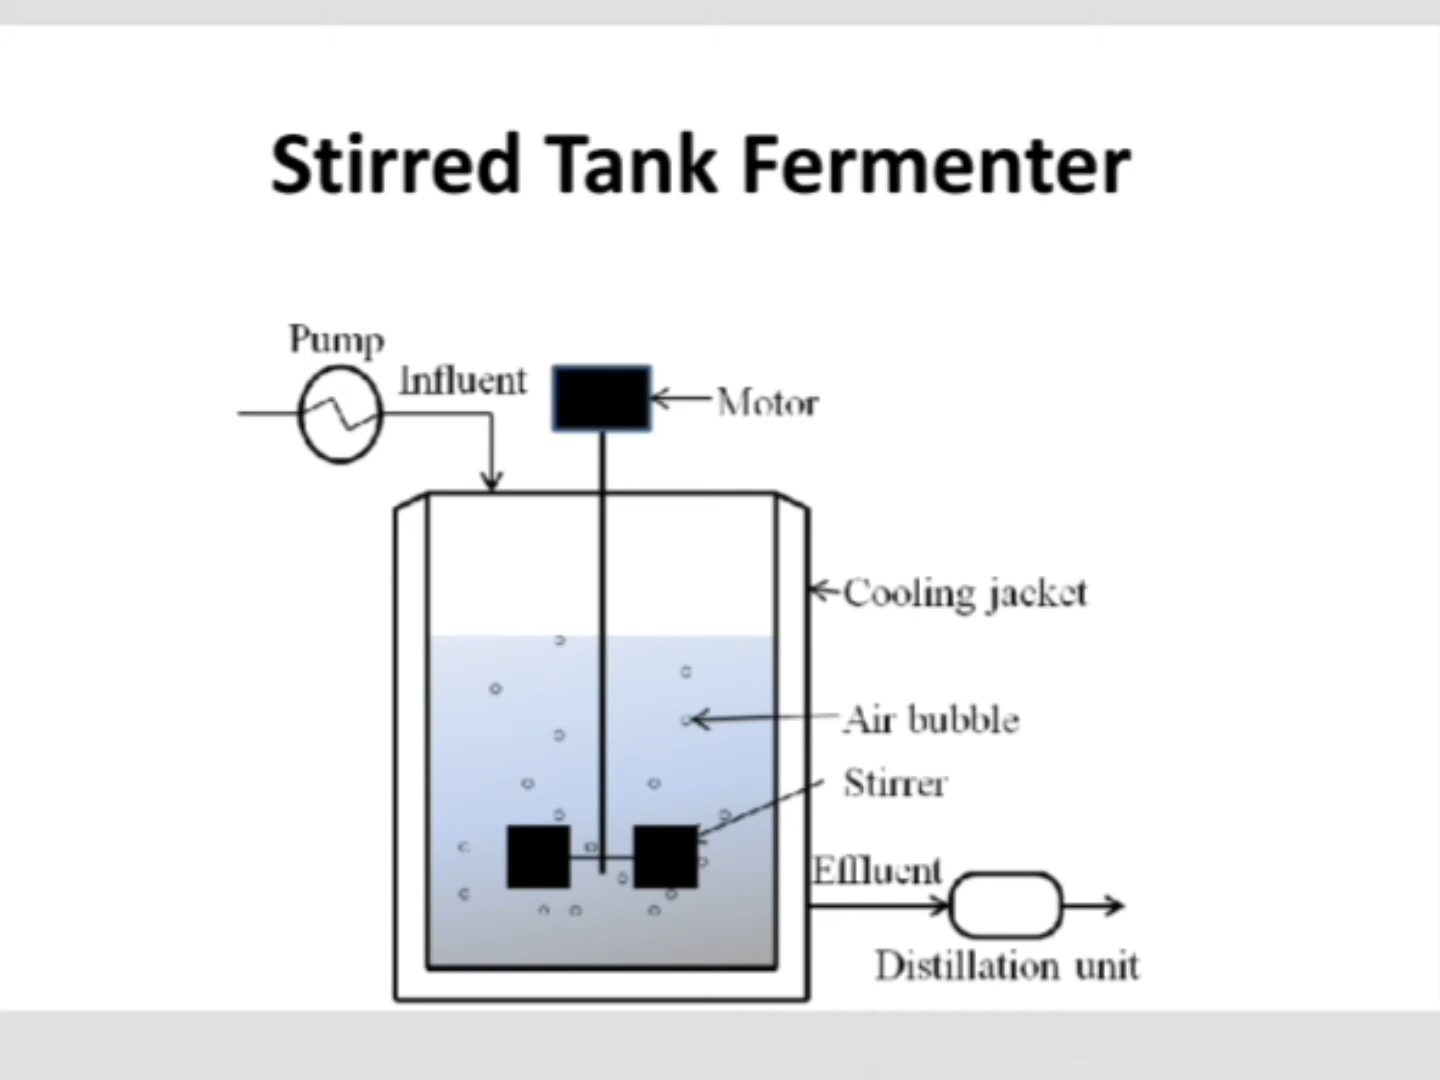 Stirred Tank Fermenter
Pump
Influent
Motor
Cooling jacket
Air bubble
Stirrer
Effluent
Distillation unit